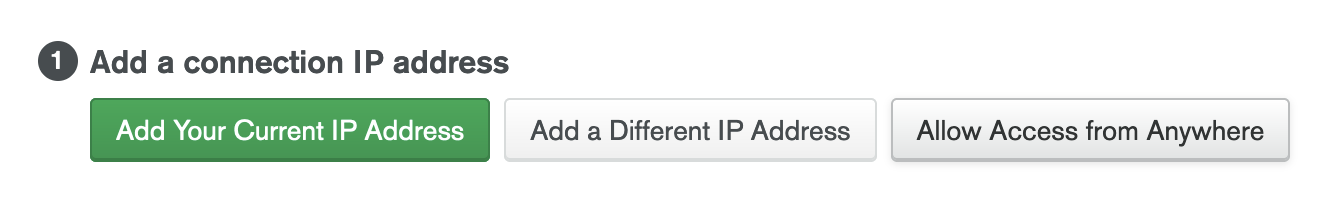 1 Add a connection IP address
Add Your Current IP Address Add a Different IP Address Allow Access from Anywhere